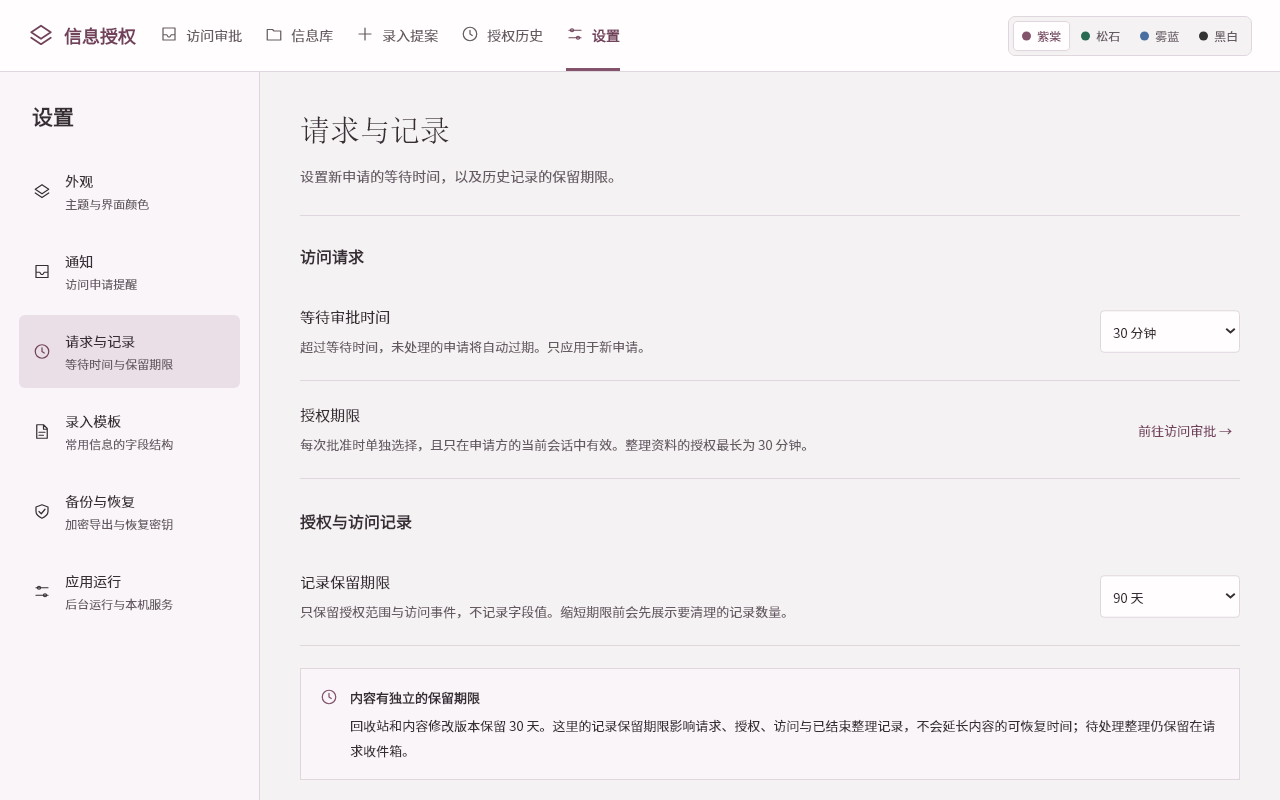 信息授权
访问审批
信息库
录入提案
授权历史
设置
紫棠
松石
雾蓝
黑白
设置
外观
主题与界面颜色
通知
访问申请提醒
请求与记录
等待时间与保留期限
录入模板
常用信息的字段结构
备份与恢复
加密导出与恢复密钥
应用运行
后台运行与本机服务
请求与记录
设置新申请的等待时间，以及历史记录的保留期限。
访问请求
等待审批时间
超过等待时间，未处理的申请将自动过期。只应用于新申请。
30 分钟
授权期限
每次批准时单独选择，且只在申请方的当前会话中有效。整理资料的授权最长为 30 分钟。
前往访问审批→
授权与访问记录
记录保留期限
只保留授权范围与访问事件，不记录字段值。缩短期限前会先展示要清理的记录数量。
90 天
内容有独立的保留期限
回收站和内容修改版本保留 30 天。这里的记录保留期限影响请求、授权、访问与已结束整理记录，不会延长内容的可恢复时间；待处理整理仍保留在请
求收件箱。